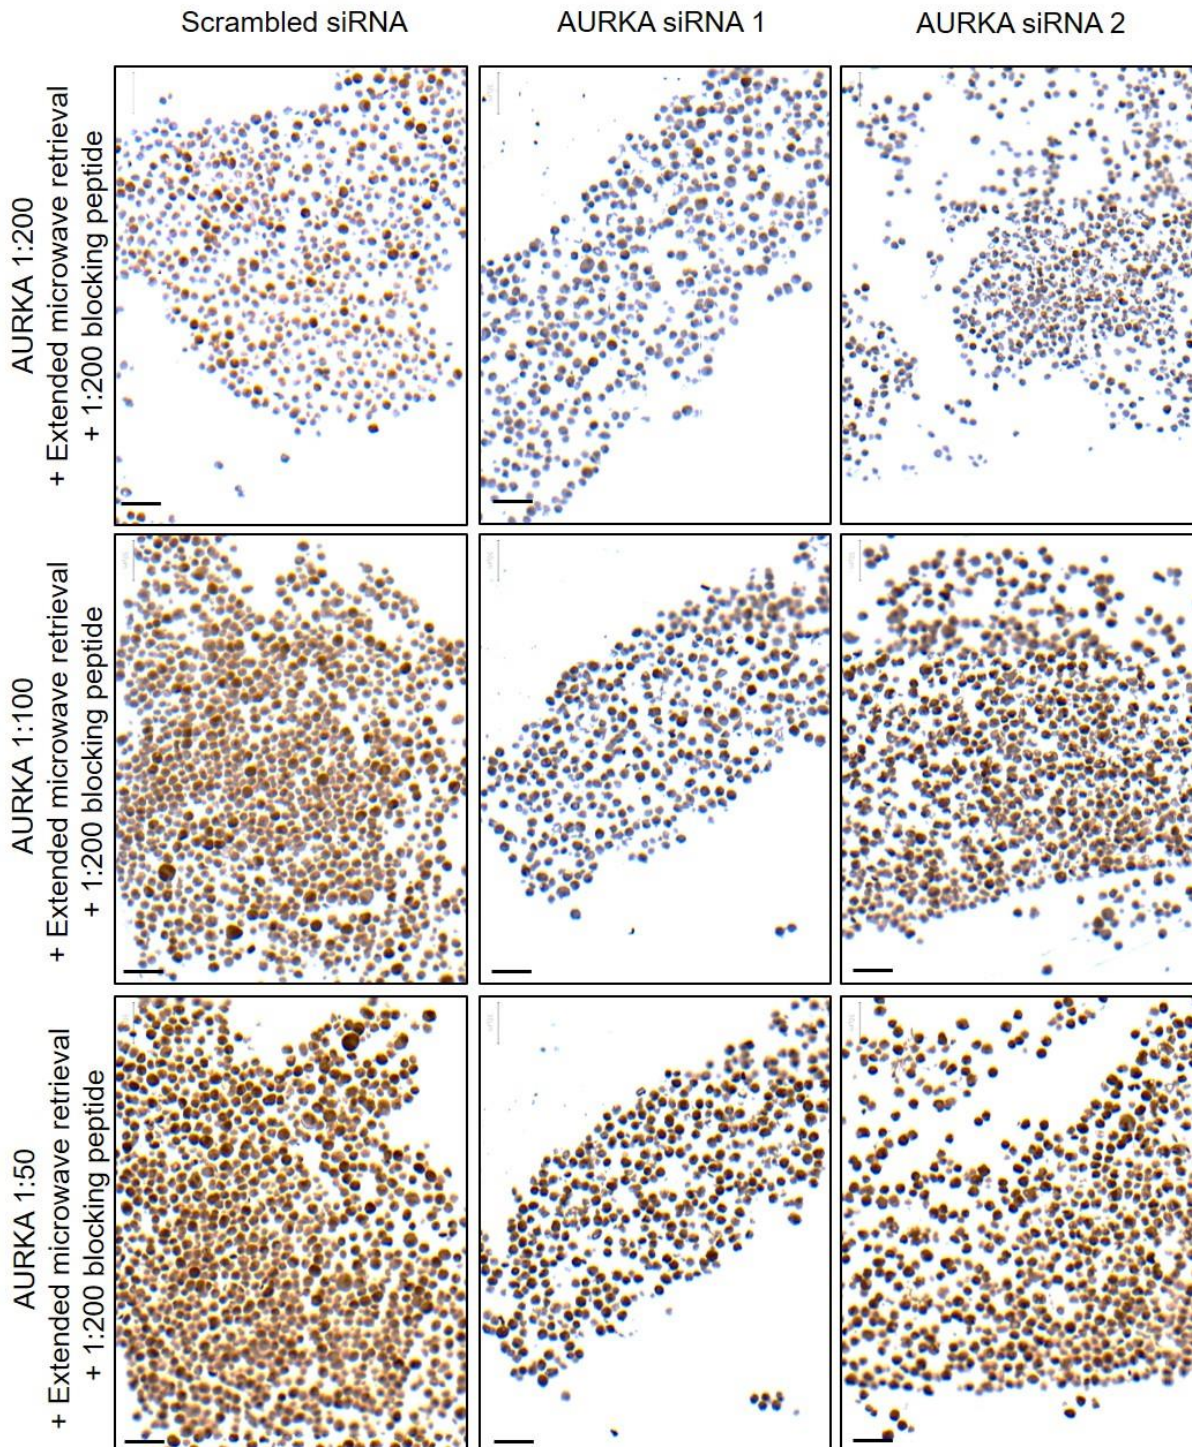 Scrambled siRNA
AURKA siRNA 1
AURKA siRNA 2
AURKA 1:200
+ Extended microwave retrieval
+ 1:200 blocking peptide
AURKA 1:100
+ Extended microwave retrieval
+ 1:200 blocking peptide
AURKA 1:50
+ Extended microwave retrieval
+ 1:200 blocking peptide